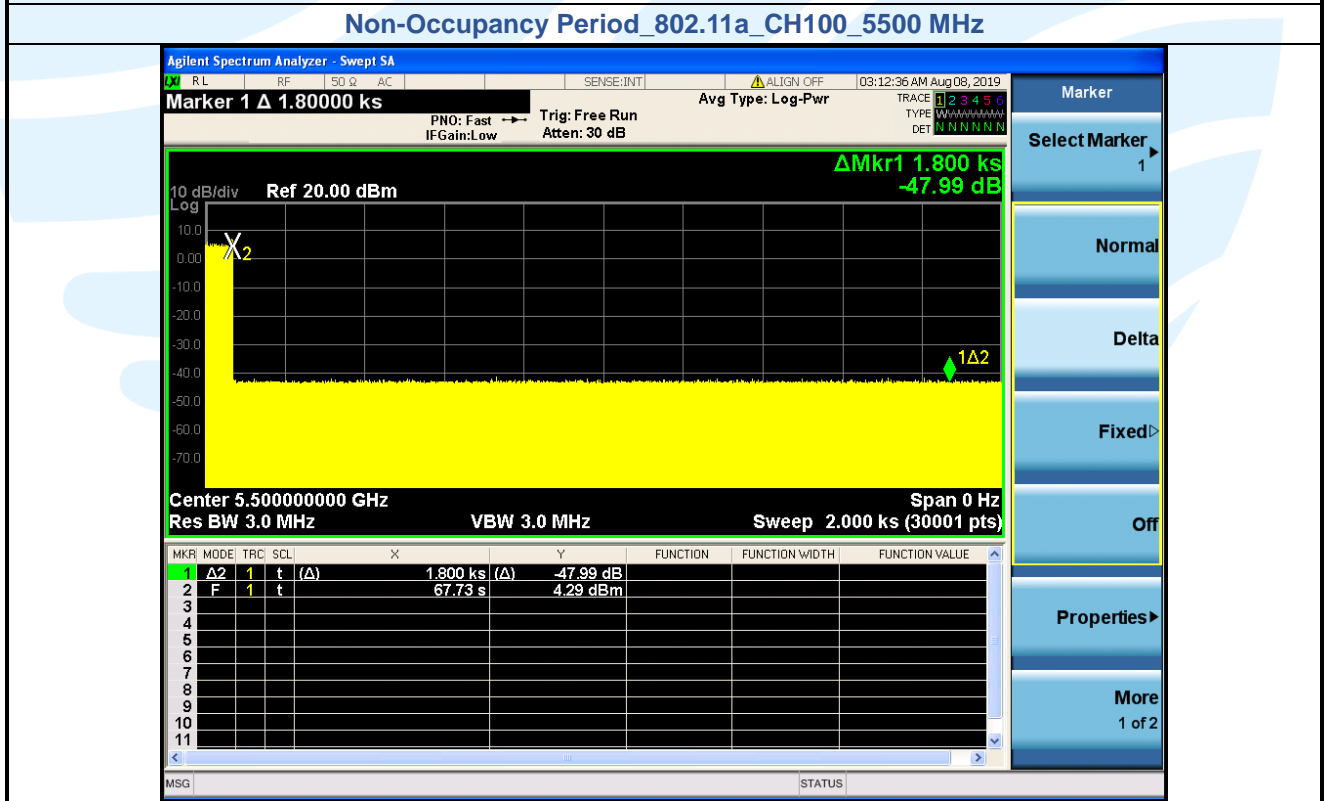 Non-Occupancy Period_802.11a_CH100_5500 MHz
Agilent Spectrum Analyzer - Swept SA
LXI RL RF 50 Ω AC SENSE:INT ALIGN OFF 03:12:36 AM Aug 08, 2019
Marker 1 Δ 1.80000 ks
PNO: Fast
IFGain:Low
Trig: Free Run
Atten: 30 dB
Avg Type: Log-Pwr
TRACE 1 2 3 4 5 6
TYPE WWWWWW
DET N N N N N N
ΔMkr1 1.800 ks
-47.99 dB
10 dB/div Ref 20.00 dBm
Log
10.0
0.00
-10.0
-20.0
-30.0
-40.0
-50.0
-60.0
-70.0
X2
1Δ2
Center 5.500000000 GHz Span 0 Hz
Res BW 3.0 MHz VBW 3.0 MHz Sweep 2.000 ks (30001 pts)
MKR MODE TRC SCL X Y FUNCTION FUNCTION WIDTH FUNCTION VALUE
1 Δ2 1 t (Δ) 1.800 ks (Δ) -47.99 dB
2 F 1 t 67.73 s 4.29 dBm
3
4
5
6
7
8
9
10
11
MSG STATUS
Marker
Select Marker
1
Normal
Delta
Fixed
Off
Properties
More
1 of 2